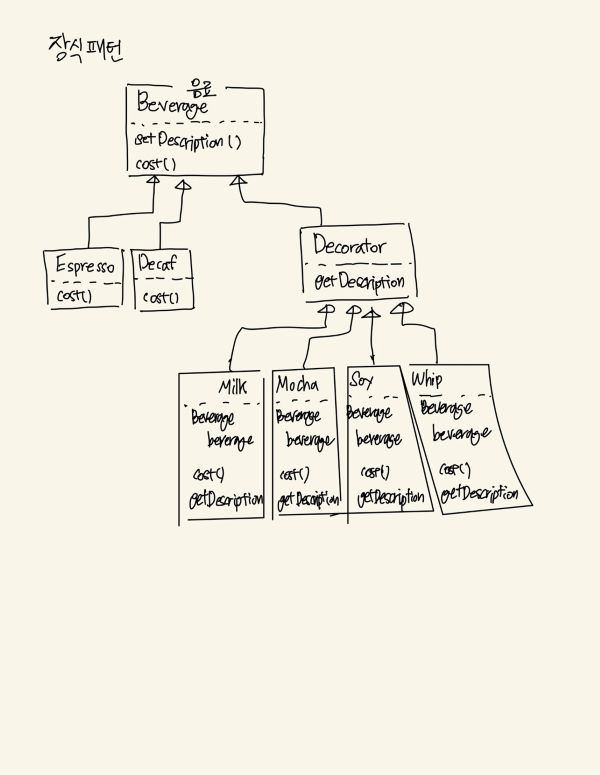 장식패턴
음료
Beverage
getDescription()
cost()
Espresso
cost()
Decaf
cost()
Decorator
getDescription
Milk
Beverage
beverage
cost()
getDescription
Mocha
Beverage
beverage
cost()
getDescription
Soy
Beverage
beverage
cost()
getDescription
Whip
Beverage
beverage
cost()
getDescription